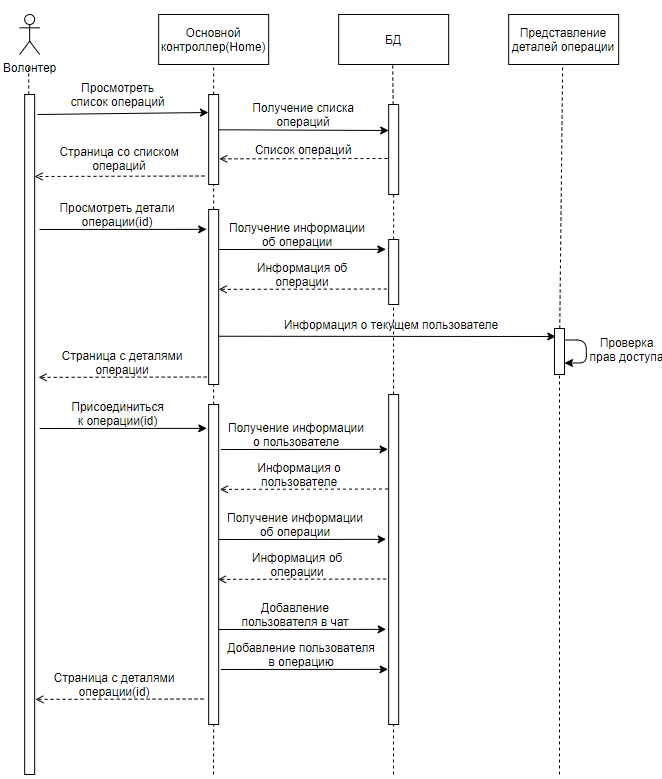 Волонтер
Основной
контроллер(Home)
БД
Представление
деталей операции
Просмотреть
список операций
Получение списка
операций
Список операций
Страница со списком
операций
Просмотреть детали
операции(id)
Получение информации
об операции
Информация об
операции
Информация о текущем пользователе
Проверка
прав доступа
Страница с деталями
операции
Присоединиться
к операции(id)
Получение информации
о пользователе
Информация о
пользователе
Получение информации
об операции
Информация об
операции
Добавление
пользователя в чат
Добавление пользователя
в операцию
Страница с деталями
операции(id)